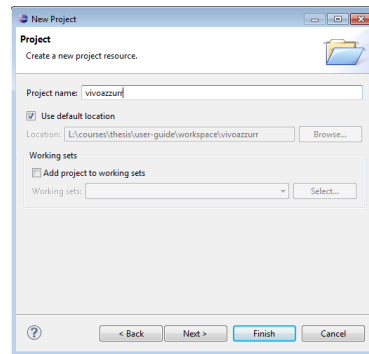 New Project
Project
Create a new project resource.
Project name: vivoazzurr
Use default location
Location: L:\courses\thesis\user-guide\workspace\vivoazzurr Browse...
Working sets
Add project to working sets
Working sets: Select...
? < Back Next > Finish Cancel